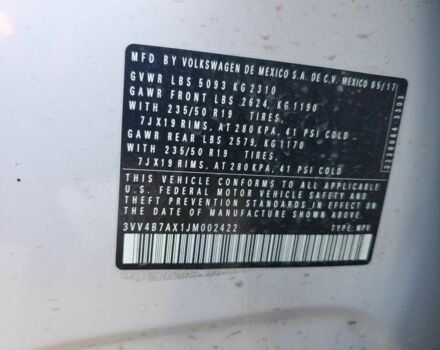 MFD BY VOLKSWAGEN DE MEXICO S.A. DE C.V. MEXICO 05/17
GVWR LBS 5093 KG 2310
GAWR FRONT LBS 2624, KG 1190
WITH 235/50 R19 TIRES,
7JX19 RIMS, AT 280 KPA, 41 PSI COLD
GAWR REAR LBS 2579, KG 1170
WITH 235/50 R19 TIRES,
7JX19 RIMS, AT 280 KPA, 41 PSI COLD
THIS VEHICLE CONFORMS TO ALL APPLICABLE
U.S. FEDERAL MOTOR VEHICLE SAFETY, BUMPER AND
THEFT PREVENTION STANDARDS IN EFFECT ON THE
DATE OF MANUFACTURE SHOWN ABOVE.
3VV4B7AX1JM002422 TYPE: MPV